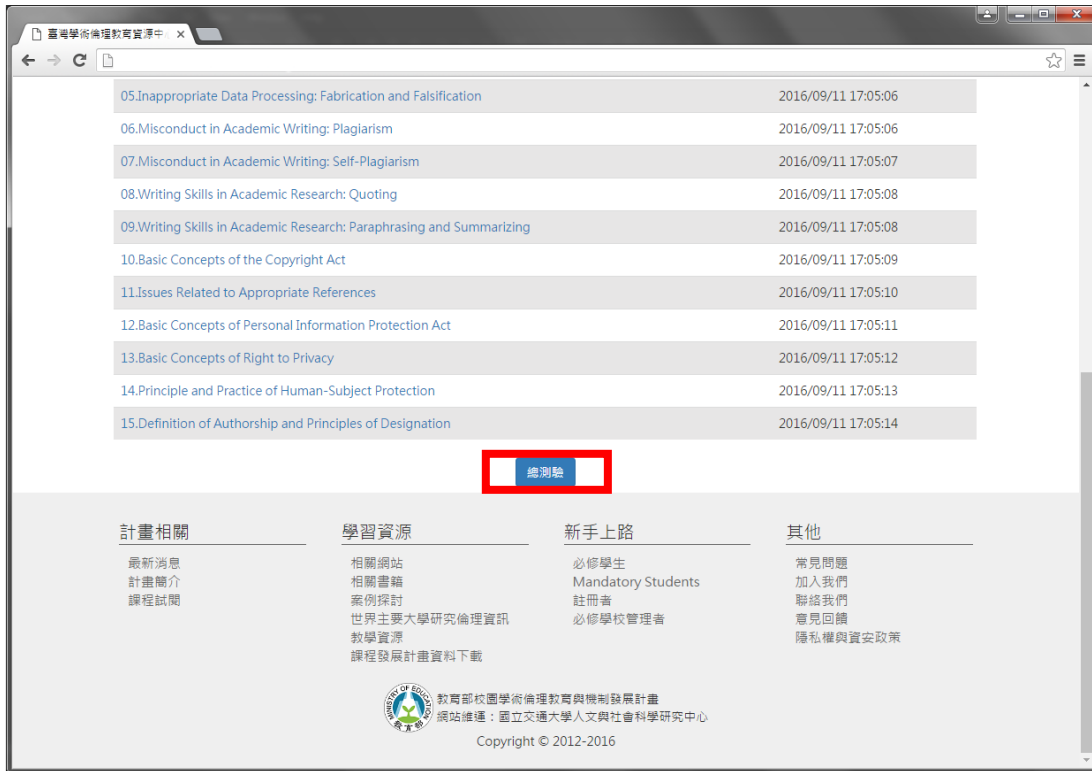 臺灣學術倫理教育資源中
05.Inappropriate Data Processing: Fabrication and Falsification 2016/09/11 17:05:06
06.Misconduct in Academic Writing: Plagiarism 2016/09/11 17:05:06
07.Misconduct in Academic Writing: Self-Plagiarism 2016/09/11 17:05:07
08.Writing Skills in Academic Research: Quoting 2016/09/11 17:05:08
09.Writing Skills in Academic Research: Paraphrasing and Summarizing 2016/09/11 17:05:08
10.Basic Concepts of the Copyright Act 2016/09/11 17:05:09
11.Issues Related to Appropriate References 2016/09/11 17:05:10
12.Basic Concepts of Personal Information Protection Act 2016/09/11 17:05:11
13.Basic Concepts of Right to Privacy 2016/09/11 17:05:12
14.Principle and Practice of Human-Subject Protection 2016/09/11 17:05:13
15.Definition of Authorship and Principles of Designation 2016/09/11 17:05:14
總測驗
計畫相關
最新消息
計畫簡介
課程試閱
學習資源
相關網站
相關書籍
案例探討
世界主要大學研究倫理資訊
教學資源
課程發展計畫資料下載
新手上路
必修學生
Mandatory Students
註冊者
必修學校管理者
其他
常見問題
加入我們
聯絡我們
意見回饋
隱私權與資安政策
MINISTRY OF EDUCATION
教育部
教育部校園學術倫理教育與機制發展計畫
網站維運：國立交通大學人文與社會科學研究中心
Copyright © 2012-2016